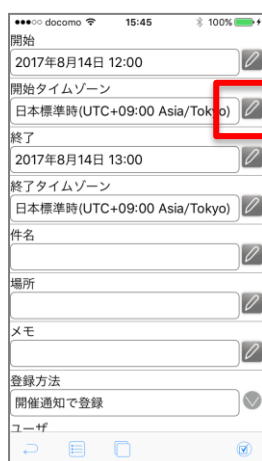 docomo 15:45 100%
開始
2017年8月14日 12:00
開始タイムゾーン
日本標準時(UTC+09:00 Asia/Tokyo)
終了
2017年8月14日 13:00
終了タイムゾーン
日本標準時(UTC+09:00 Asia/Tokyo)
件名
場所
メモ
登録方法
開催通知で登録
ユーザ